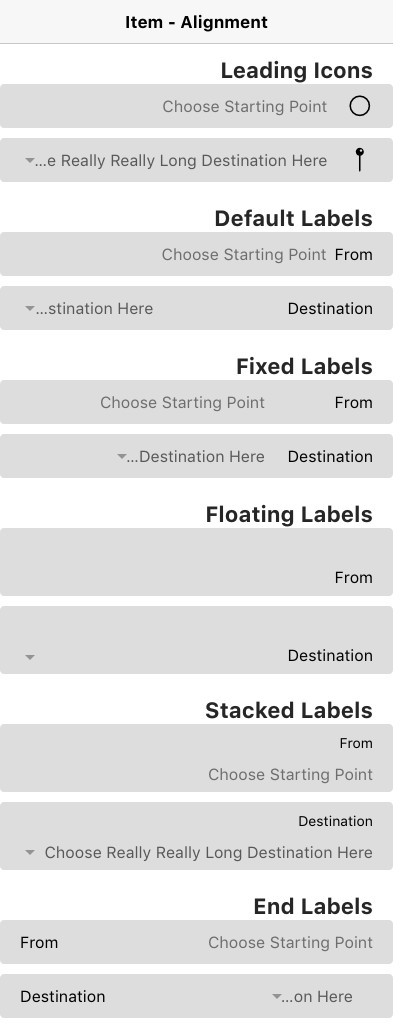 Item - Alignment
Leading Icons
Choose Starting Point
...e Really Really Long Destination Here
Default Labels
From Choose Starting Point
Destination ...stination Here
Fixed Labels
From Choose Starting Point
Destination ...Destination Here
Floating Labels
From
Destination
Stacked Labels
From
Choose Starting Point
Destination
Choose Really Really Long Destination Here
End Labels
Choose Starting Point From
...on Here Destination